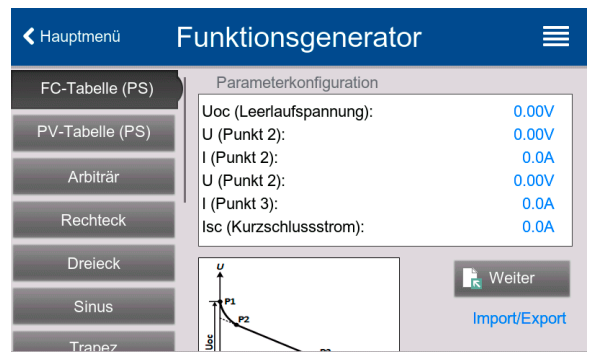 Hauptmenü
Funktionsgenerator
FC-Tabelle (PS)
PV-Tabelle (PS)
Arbiträr
Rechteck
Dreieck
Sinus
Trapez
Parameterkonfiguration
Uoc (Leerlaufspannung): 0.00V
U (Punkt 2): 0.00V
I (Punkt 2): 0.0A
U (Punkt 2): 0.00V
I (Punkt 3): 0.0A
Isc (Kurzschlussstrom): 0.0A
U
P1
P2
Uoc
Weiter
Import/Export